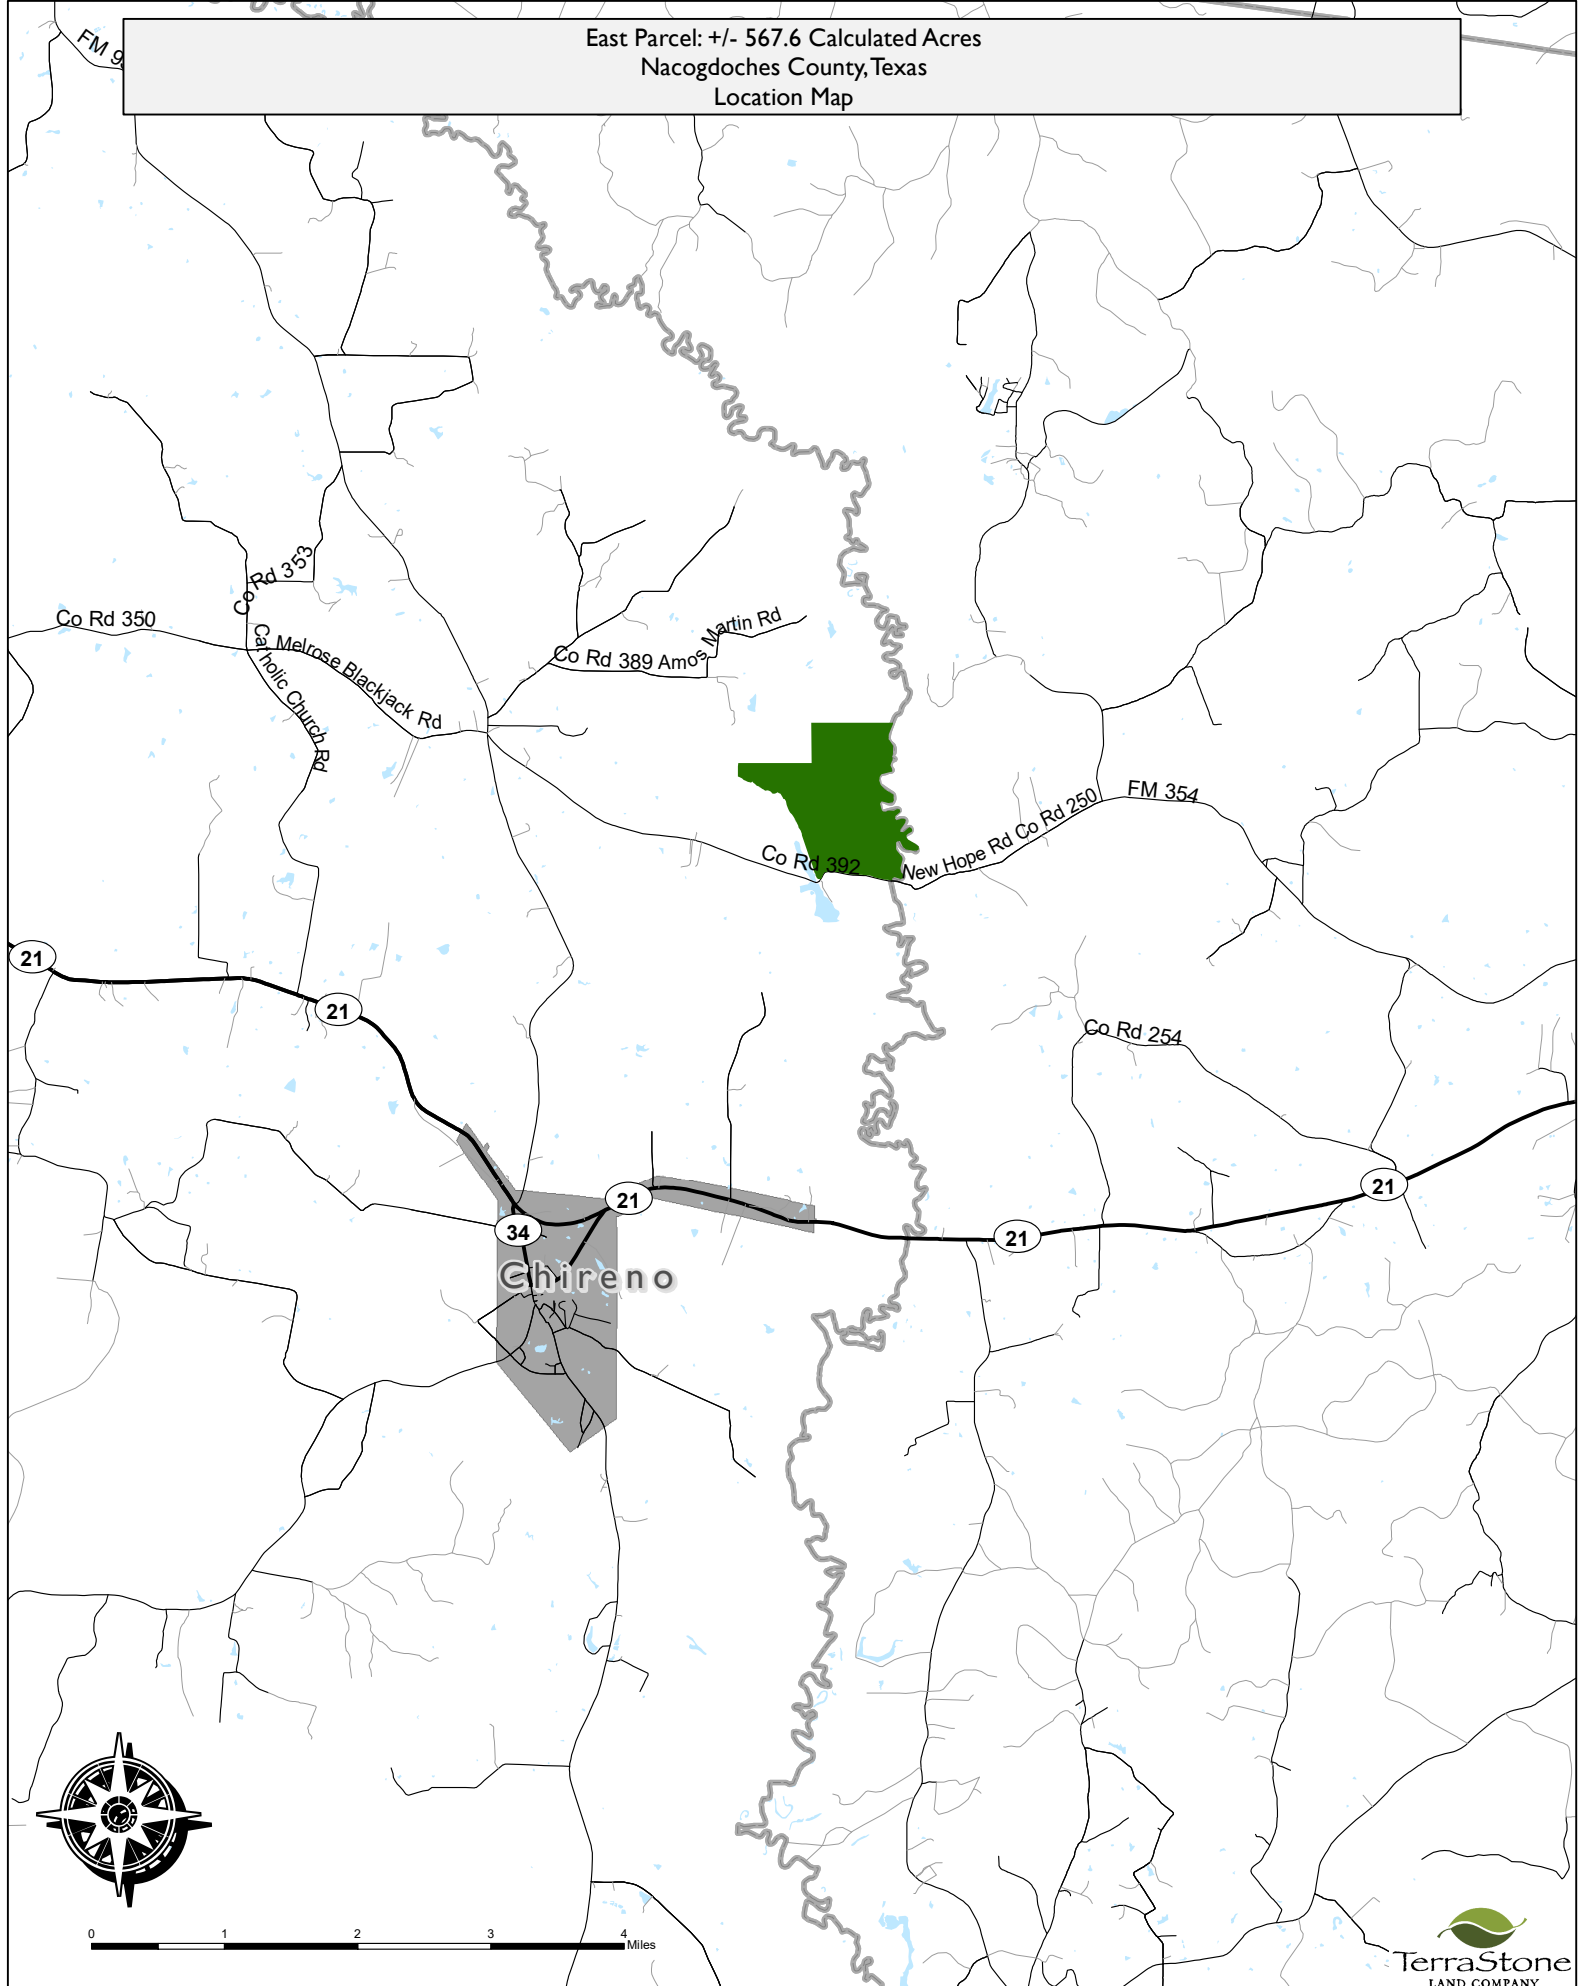 East Parcel: +/- 567.6 Calculated Acres
Nacogdoches County, Texas
Location Map
FM 9
Co Rd 353
Co Rd 350
Melrose Blackjack Rd
Catholic Church Rd
Co Rd 389
Amos Martin Rd
Co Rd 392
New Hope Rd
Co Rd 250
FM 354
21
21
Co Rd 254
21
21
21
34
Chireno
0 1 2 3 4
Miles
TerraStone
LAND COMPANY